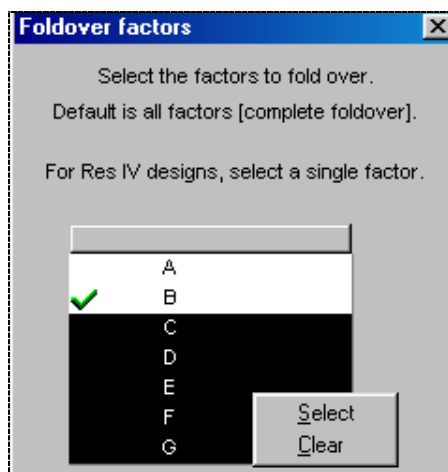 Foldover factors
Select the factors to fold over.
Default is all factors [complete foldover].
For Res IV designs, select a single factor.
A
B
C
D
E
F
G
Select
Clear